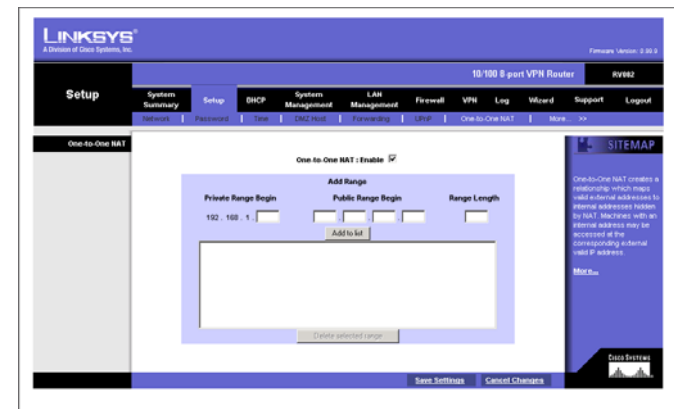 LINKSYS®
A Division of Cisco Systems, Inc.
10/100 8-port VPN Router RV082
Setup
System Summary Setup DHCP System Management LAN Management Firewall VPN Log Wizard Support Logout
Network | Password | Time | DMZ Host | Forwarding | UPnP | One-to-One NAT | More... >>
One-to-One NAT
SITEMAP
One-to-One NAT : Enable
Add Range
Private Range Begin Public Range Begin Range Length
192 . 168 . 1 .
Add to list
Delete selected range
One-to-One NAT creates a
relationship which maps
valid external addresses to
internal addresses hidden
by NAT. Machines with an
internal address may be
accessed at the
corresponding external
valid IP address.
More...
Save Settings Cancel Changes
CISCO SYSTEMS